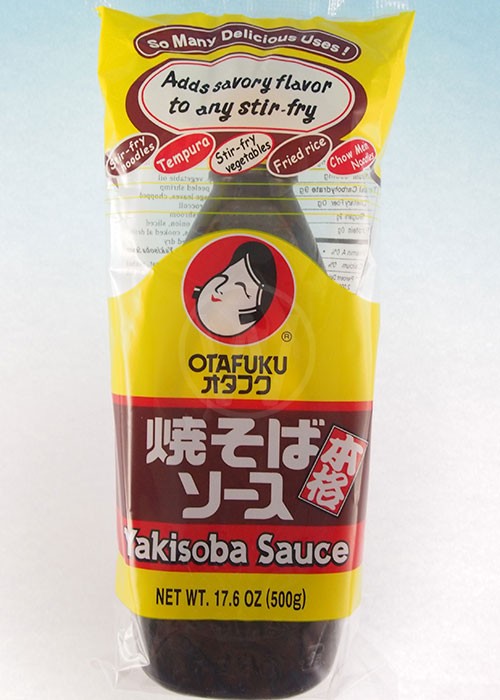 So Many Delicious Uses!
Adds savory flavor
to any stir-fry
Stir-fry
noodles
Tempura
Stir-fry
vegetables
Fried rice
Chow Mein
Noodles
OTAFUKU
オタフク
®
焼そば
ソース
本格
Yakisoba Sauce
NET WT. 17.6 OZ (500g)